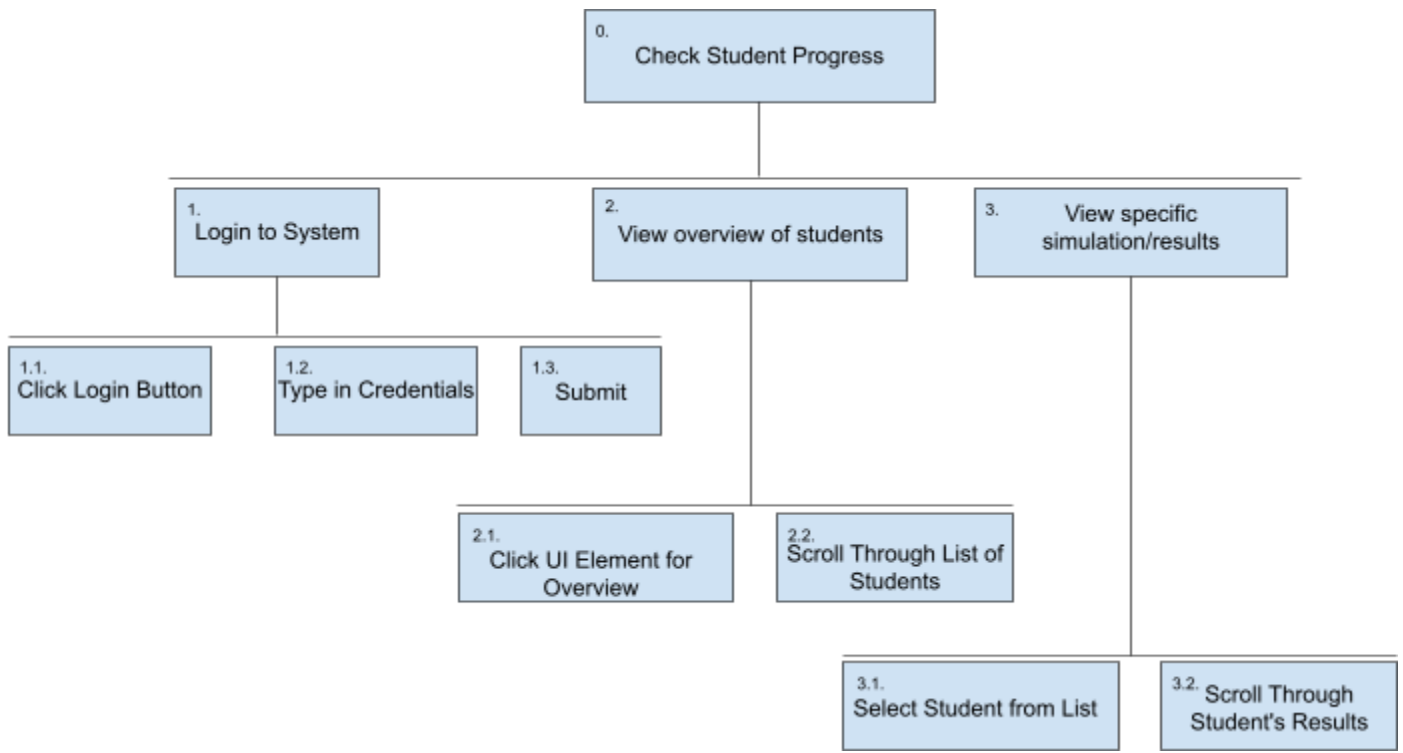 0.
Check Student Progress
1.
Login to System
2.
View overview of students
3.
View specific
simulation/results
1.1.
Click Login Button
1.2.
Type in Credentials
1.3.
Submit
2.1.
Click UI Element for
Overview
2.2.
Scroll Through List of
Students
3.1.
Select Student from List
3.2.
Scroll Through
Student's Results